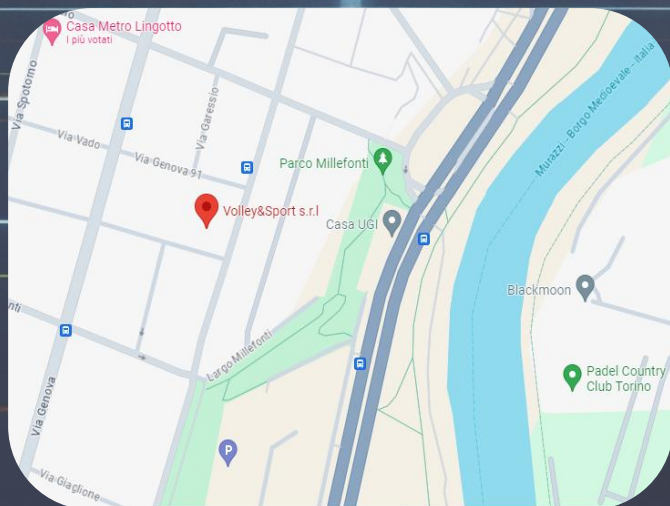 Casa Metro Lingotto
I più votati
Via Spotorno
Via Vado
Via Garessio
Via Genova 91
Parco Millefonti
Volley&Sport s.r.l
Casa UGI
Murazzi - Borgo Medioevale - Italia
Blackmoon
Padel Country
Club Torino
Largo Millefonti
Via Genova
P
Via Giaglione